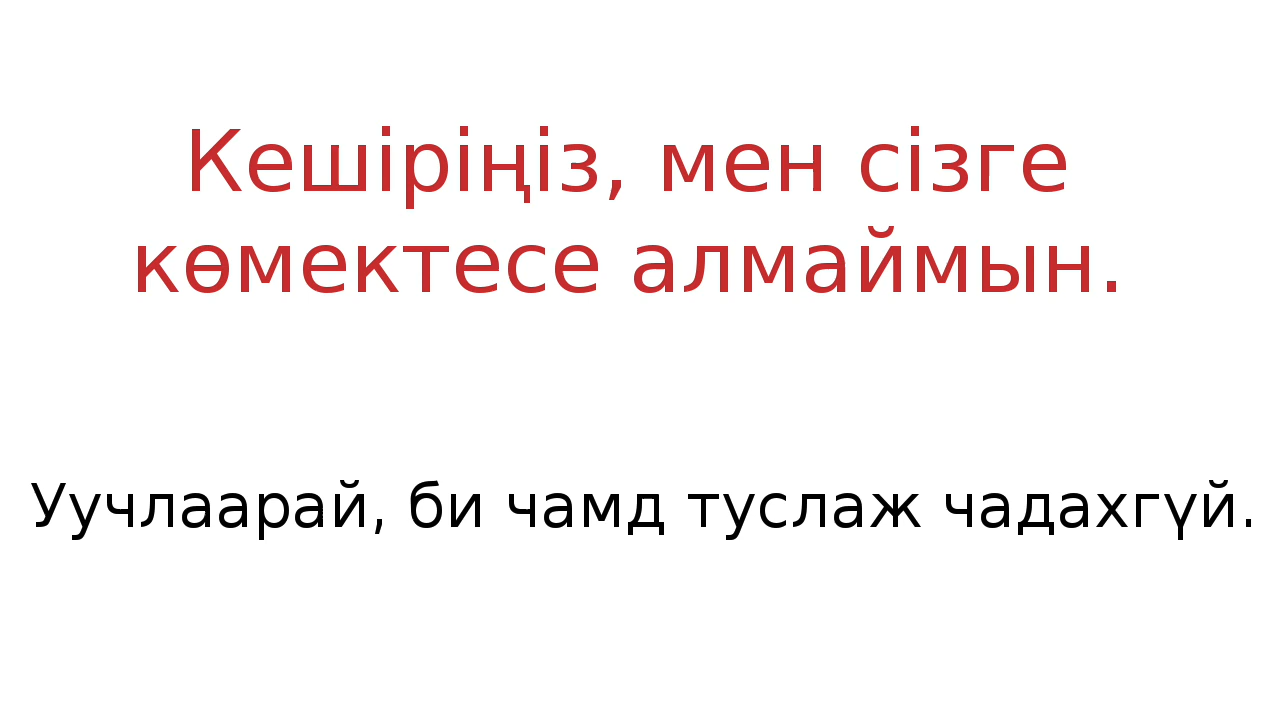 Кешіріңіз, мен сізге
көмектесе алмаймын.
Уучлаарай, би чамд туслаж чадахгүй.